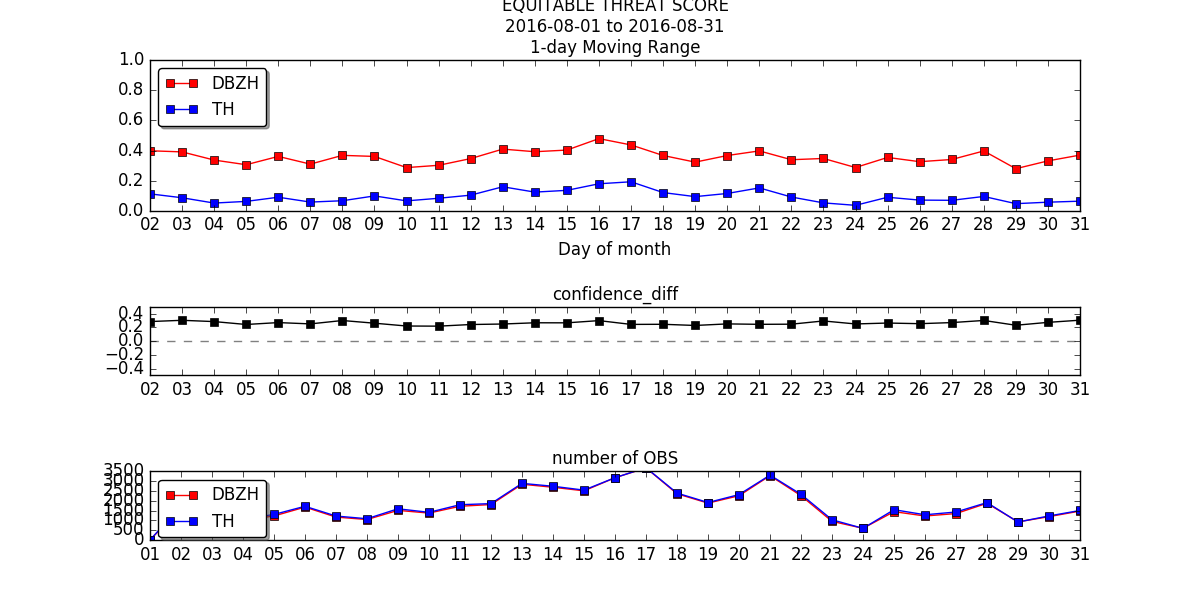 EQUITABLE THREAT SCORE
2016-08-01 to 2016-08-31
1-day Moving Range
1.0
0.8
0.6
0.4
0.2
0.0
DBZH
TH
02 03 04 05 06 07 08 09 10 11 12 13 14 15 16 17 18 19 20 21 22 23 24 25 26 27 28 29 30 31
Day of month
confidence_diff
0.4
0.2
0.0
−0.2
−0.4
02 03 04 05 06 07 08 09 10 11 12 13 14 15 16 17 18 19 20 21 22 23 24 25 26 27 28 29 30 31
number of OBS
3500
3000
2500
2000
1500
1000
500
0
DBZH
TH
01 02 03 04 05 06 07 08 09 10 11 12 13 14 15 16 17 18 19 20 21 22 23 24 25 26 27 28 29 30 31